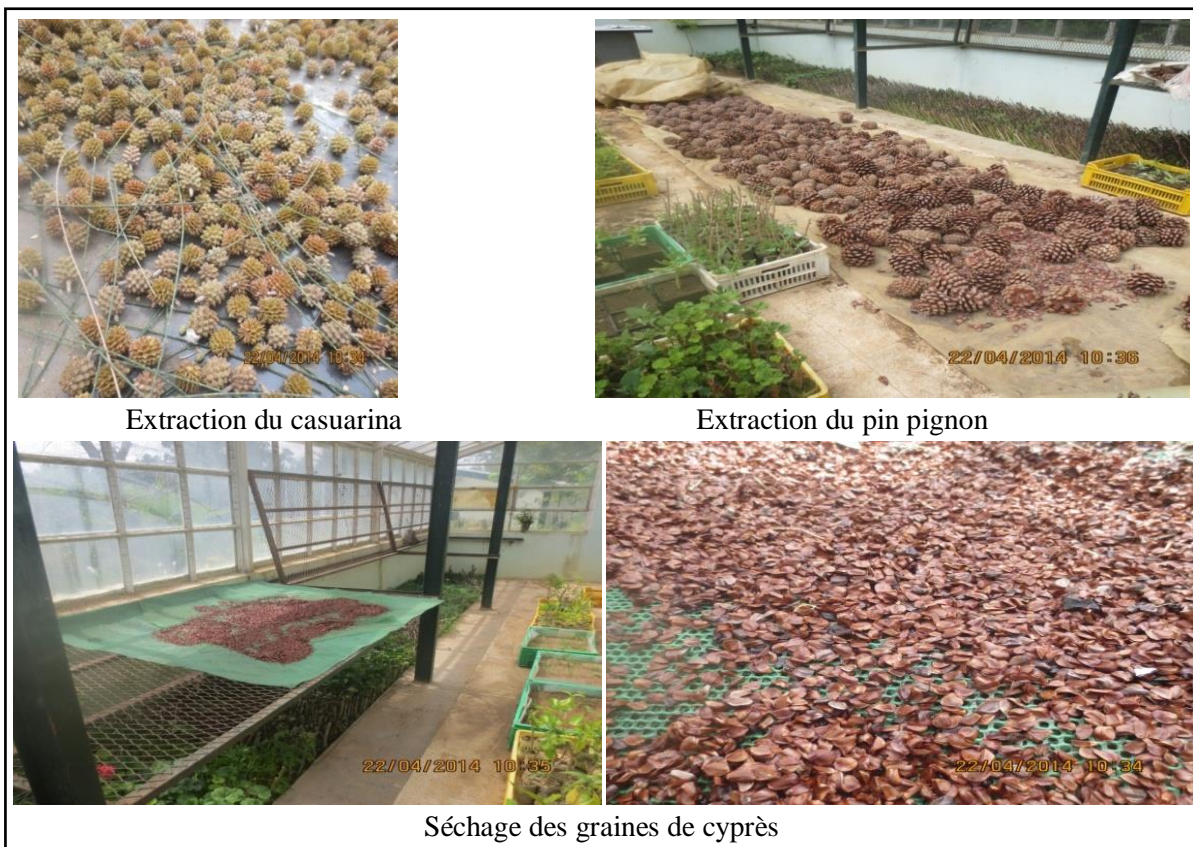 22/04/2014 10:34
22/04/2014 10:36
Extraction du casuarina
Extraction du pin pignon
22/04/2014 10:35
22/04/2014 10:34
Séchage des graines de cyprès